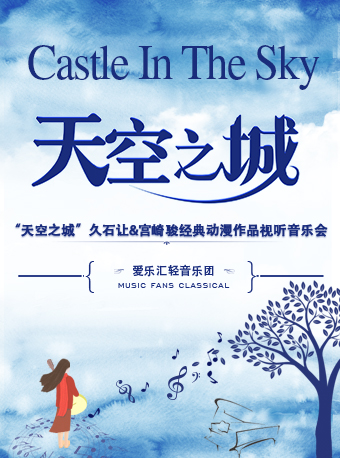 Castle In The Sky
天空之城
“天空之城”久石让&宫崎骏经典动漫作品视听音乐会
爱乐汇轻音乐团
MUSIC FANS CLASSICAL